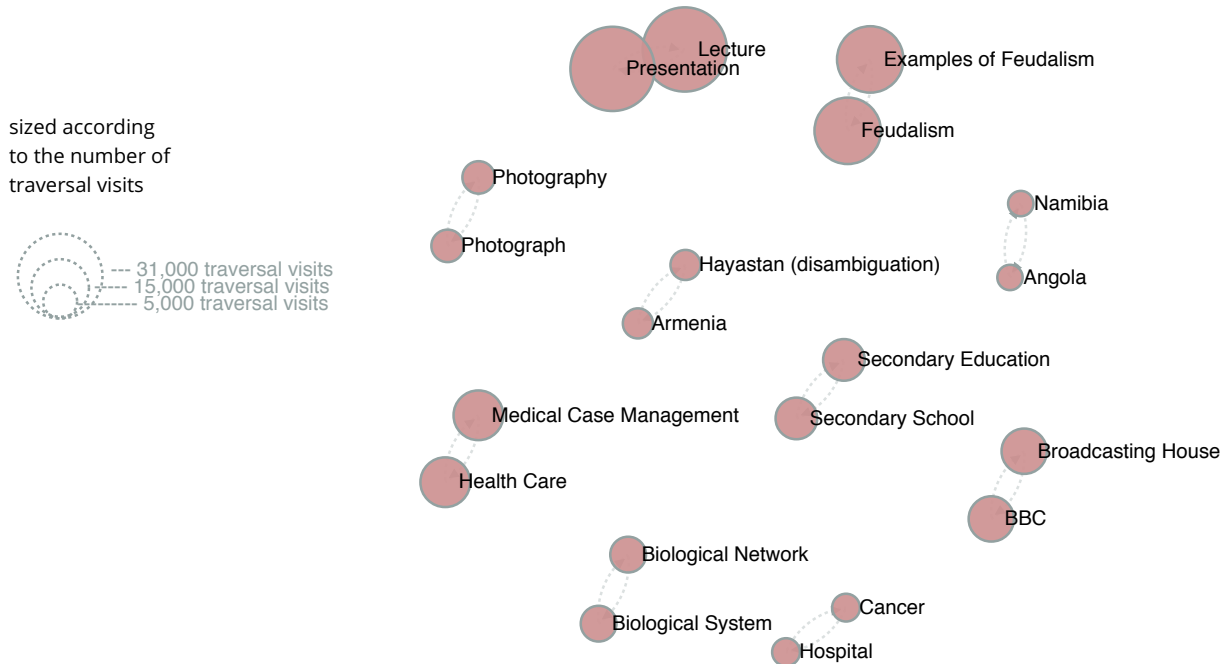 Lecture
Presentation
Examples of Feudalism
Feudalism
sized according
to the number of
traversal visits
31,000 traversal visits
15,000 traversal visits
5,000 traversal visits
Photography
Photograph
Namibia
Angola
Hayastan (disambiguation)
Armenia
Secondary Education
Secondary School
Medical Case Management
Health Care
Broadcasting House
BBC
Biological Network
Biological System
Cancer
Hospital